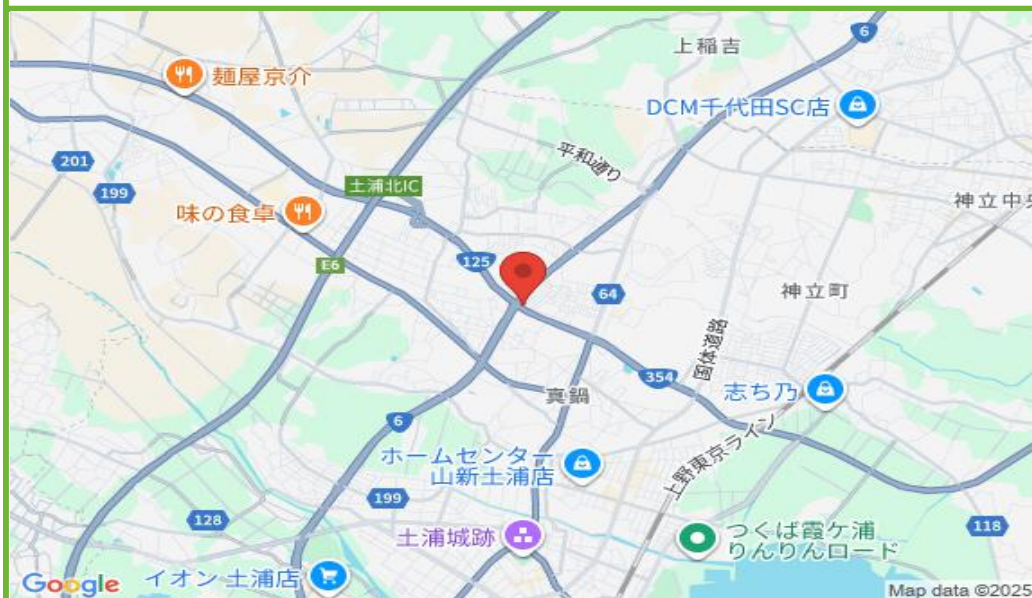 6
上稲吉
麺屋京介
DCM千代田SC店
平和通り
201
土浦北IC
199
神立中央
味の食卓
125
E6
64
神立町
国体道路
354
志ち乃
真鍋
6
上野東京ライン
ホームセンター
山新土浦店
199
128
118
土浦城跡
つくば霞ケ浦
りんりんロード
イオン 土浦店
Google
Map data ©2025